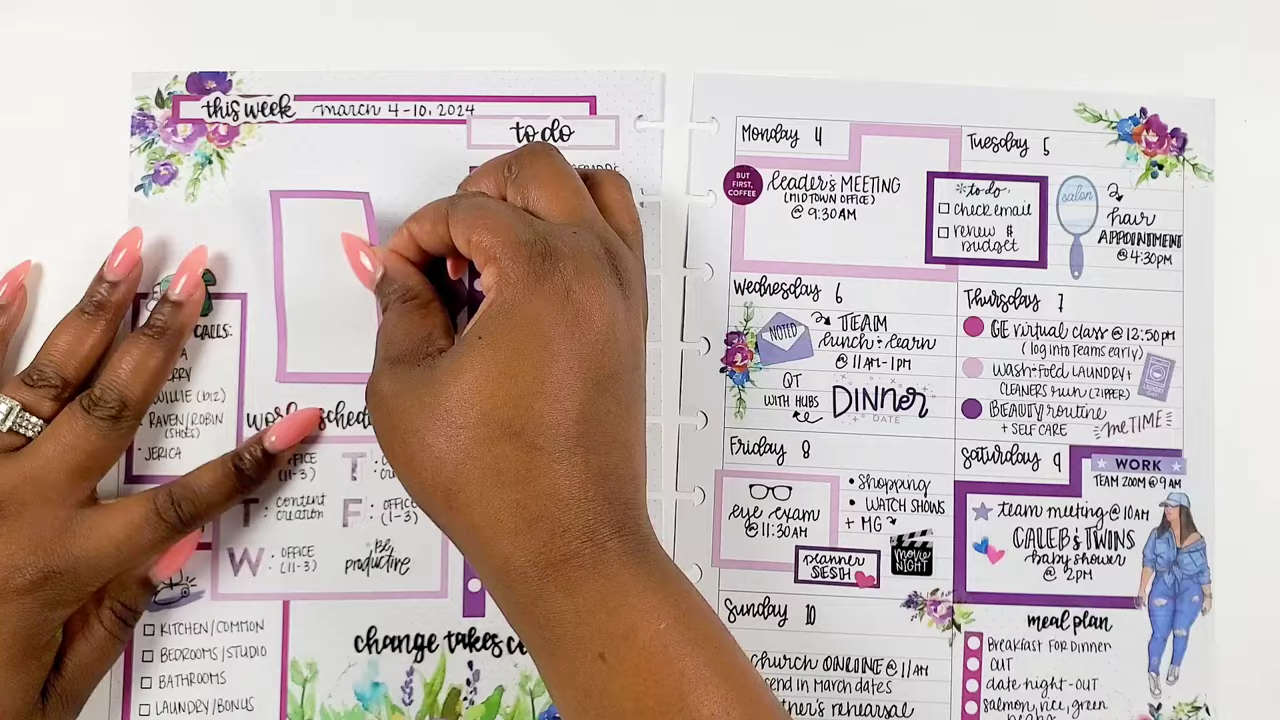 this week march 4-10, 2024
to do
CALLS:
WILLIE (biz)
RAVEN/ROBIN
(SHOES)
· JERICA
OFFICE
(11-3)
T
T : content
creation
F : OFFICE
(1-3)
W : OFFICE
(11-3)
be
productive
KITCHEN/COMMON
BEDROOMS/STUDIO
BATHROOMS
LAUNDRY/BONUS
change takes
Monday 4
BUT
FIRST,
COFFEE
leader's MEETING
(MIDTOWN OFFICE)
@ 9:30AM
Tuesday 5
*to do*
check email
renew $
budget
salon
hair
APPOINTMENT
@ 4:30PM
Wednesday 6
NOTED
TEAM
lunch + learn
@ 11AM-1PM
QT
WITH HUBS
DINNER
DATE
Thursday 7
GE virtual class @ 12:50PM
(log into Teams early)
wash + fold LAUNDRY +
CLEANERS run (ZIPPER)
BEAUTY routine
+ SELF CARE
me TIME
Friday 8
eye exam
@ 11:30AM
• Shopping
• WATCH SHOWS
+ MG
planner
SESH
MOVIE
NIGHT
Saturday 9
WORK
TEAM ZOOM @ 9AM
team meeting @ 10AM
CALEB's TWINS
baby shower
@ 2PM
Sunday 10
church ONLINE @ 11AM
send in March dates
rehearsal
meal plan
Breakfast FOR Dinner
OUT
date night - OUT
salmon, rice, green